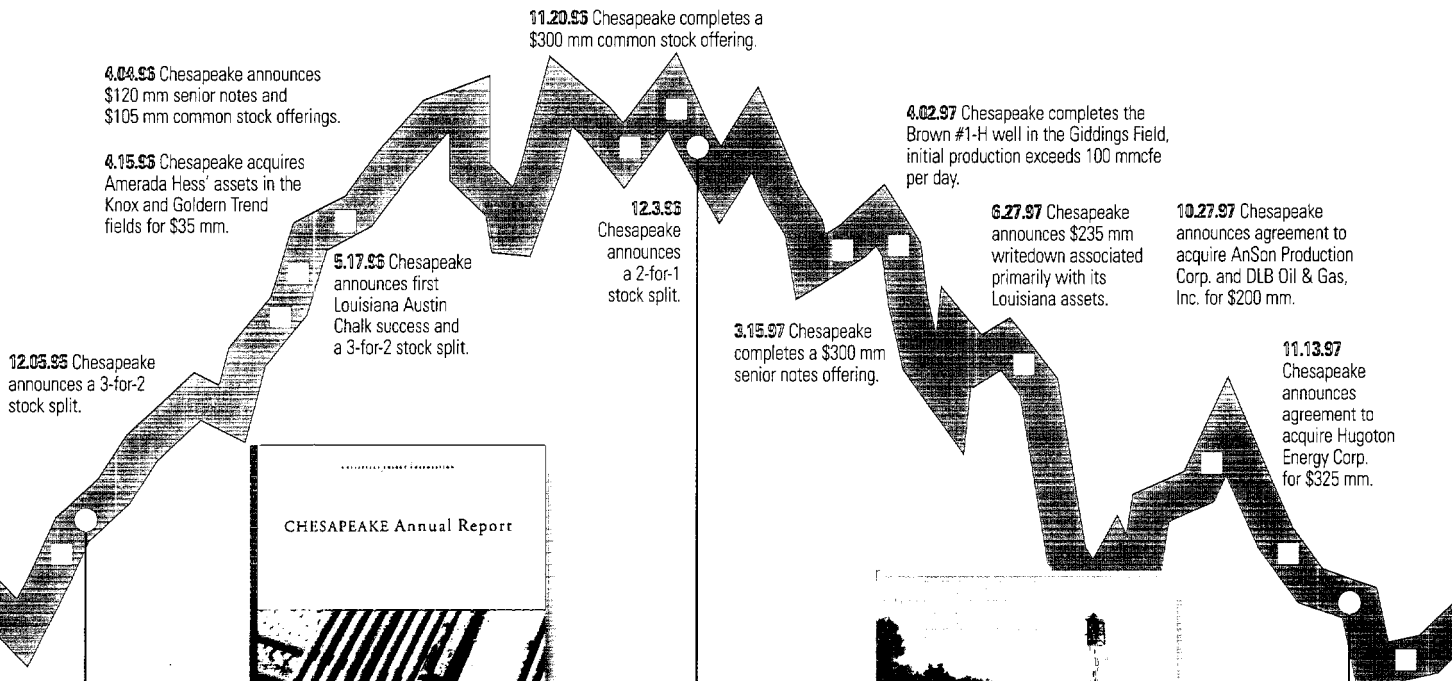 11.20.96 Chesapeake completes a
$300 mm common stock offering.
4.04.96 Chesapeake announces
$120 mm senior notes and
$105 mm common stock offerings.
4.15.96 Chesapeake acquires
Amerada Hess' assets in the
Knox and Goldern Trend
fields for $35 mm.
5.17.96 Chesapeake
announces first
Louisiana Austin
Chalk success and
a 3-for-2 stock split.
12.05.95 Chesapeake
announces a 3-for-2
stock split.
12.3.96
Chesapeake
announces
a 2-for-1
stock split.
4.02.97 Chesapeake completes the
Brown #1-H well in the Giddings Field,
initial production exceeds 100 mmcfe
per day.
3.15.97 Chesapeake
completes a $300 mm
senior notes offering.
6.27.97 Chesapeake
announces $235 mm
writedown associated
primarily with its
Louisiana assets.
10.27.97 Chesapeake
announces agreement to
acquire AnSon Production
Corp. and DLB Oil & Gas,
Inc. for $200 mm.
11.13.97
Chesapeake
announces
agreement to
acquire Hugoton
Energy Corp.
for $325 mm.
CHESAPEAKE ENERGY CORPORATION
CHESAPEAKE Annual Report